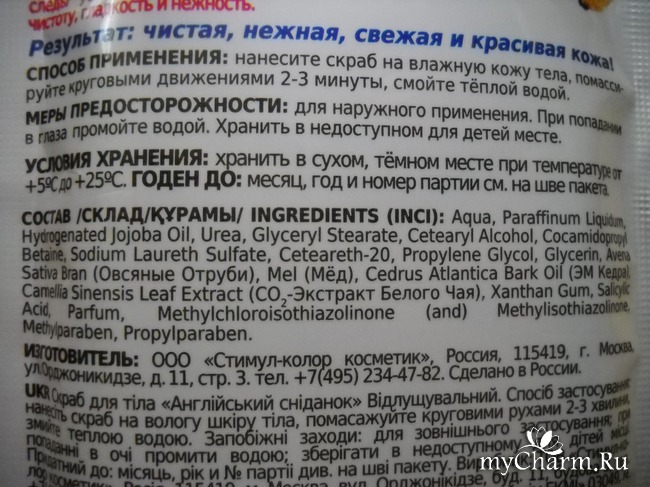 чистоту, гладкость и нежность.
Результат: чистая, нежная, свежая и красивая кожа!
СПОСОБ ПРИМЕНЕНИЯ: нанесите скраб на влажную кожу тела, помасси-
руйте круговыми движениями 2-3 минуты, смойте тёплой водой.
МЕРЫ ПРЕДОСТОРОЖНОСТИ: для наружного применения. При попадании
в глаза промойте водой. Хранить в недоступном для детей месте.
УСЛОВИЯ ХРАНЕНИЯ: хранить в сухом, тёмном месте при температуре от
+5ºС до +25ºС. ГОДЕН ДО: месяц, год и номер партии см. на шве пакета.
СОСТАВ /СКЛАД/ҚҰРАМЫ/ INGREDIENTS (INCI): Aqua, Paraffinum Liquidum,
Hydrogenated Jojoba Oil, Urea, Glyceryl Stearate, Cetearyl Alcohol, Cocamidopropyl
Betaine, Sodium Laureth Sulfate, Ceteareth-20, Propylene Glycol, Glycerin, Avena
Sativa Bran (Овсяные Отруби), Mel (Мёд), Cedrus Atlantica Bark Oil (ЭМ Кедра),
Camellia Sinensis Leaf Extract (CO₂-Экстракт Белого Чая), Xanthan Gum, Salicylic
Acid, Parfum, Methylchloroisothiazolinone (and) Methylisothiazolinone,
Methylparaben, Propylparaben.
ИЗГОТОВИТЕЛЬ: ООО «Стимул-колор косметик», Россия, 115419, г. Москва,
ул.Орджоникидзе, д. 11, стр. 3. тел. +7(495) 234-47-82. Сделано в России.
UKR Скраб для тіла «Англійський сніданок» Відлущувальний. Спосіб застосування:
нанесіть скраб на вологу шкіру тіла, помасажуйте круговими рухами 2-3 хвилини,
змийте теплою водою. Запобіжні заходи: для зовнішнього застосування; при
попаданні в очі промити водою; зберігати в недоступному для дітей місці
Придатний до: місяць, рік и № партії див. на шві пакету.
myCharm.Ru